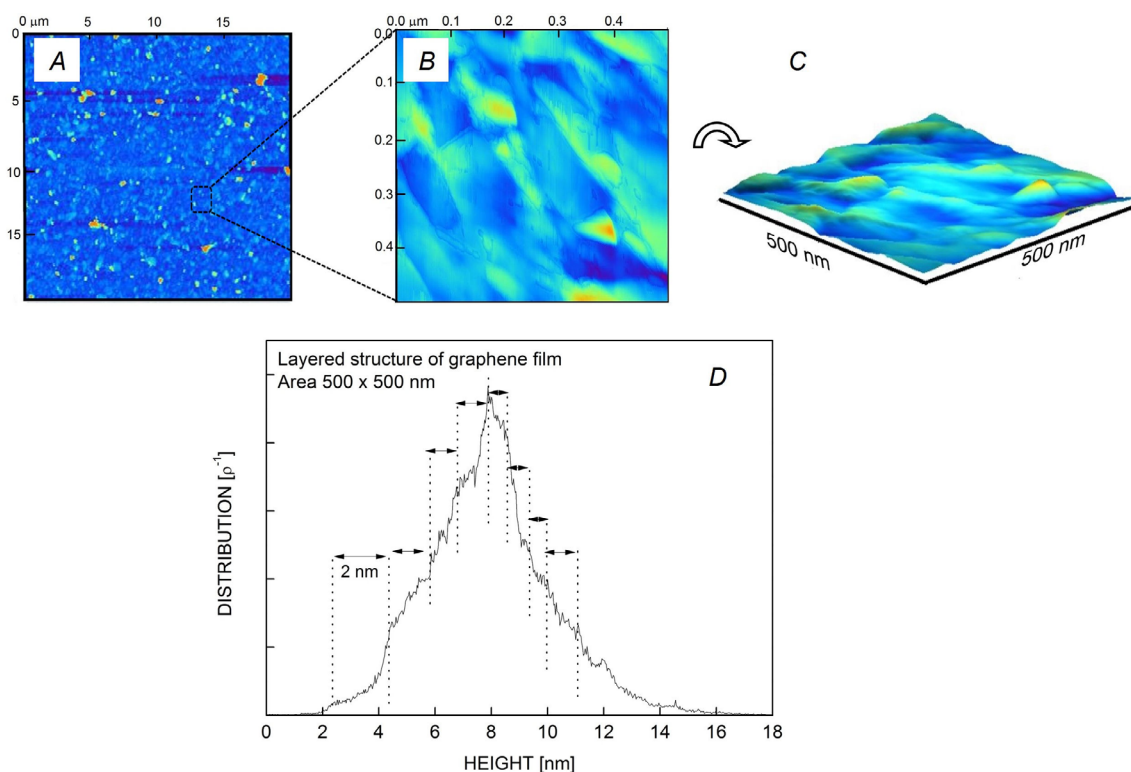 0 μm 5 10 15
0
5
10
15
A
0.0 μm 0.1 0.2 0.3 0.4
0.0
0.1
0.2
0.3
0.4
B
C
500 nm
500 nm
Layered structure of graphene film
Area 500 x 500 nm
D
2 nm
DISTRIBUTION [ρ⁻¹]
0 2 4 6 8 10 12 14 16 18
HEIGHT [nm]